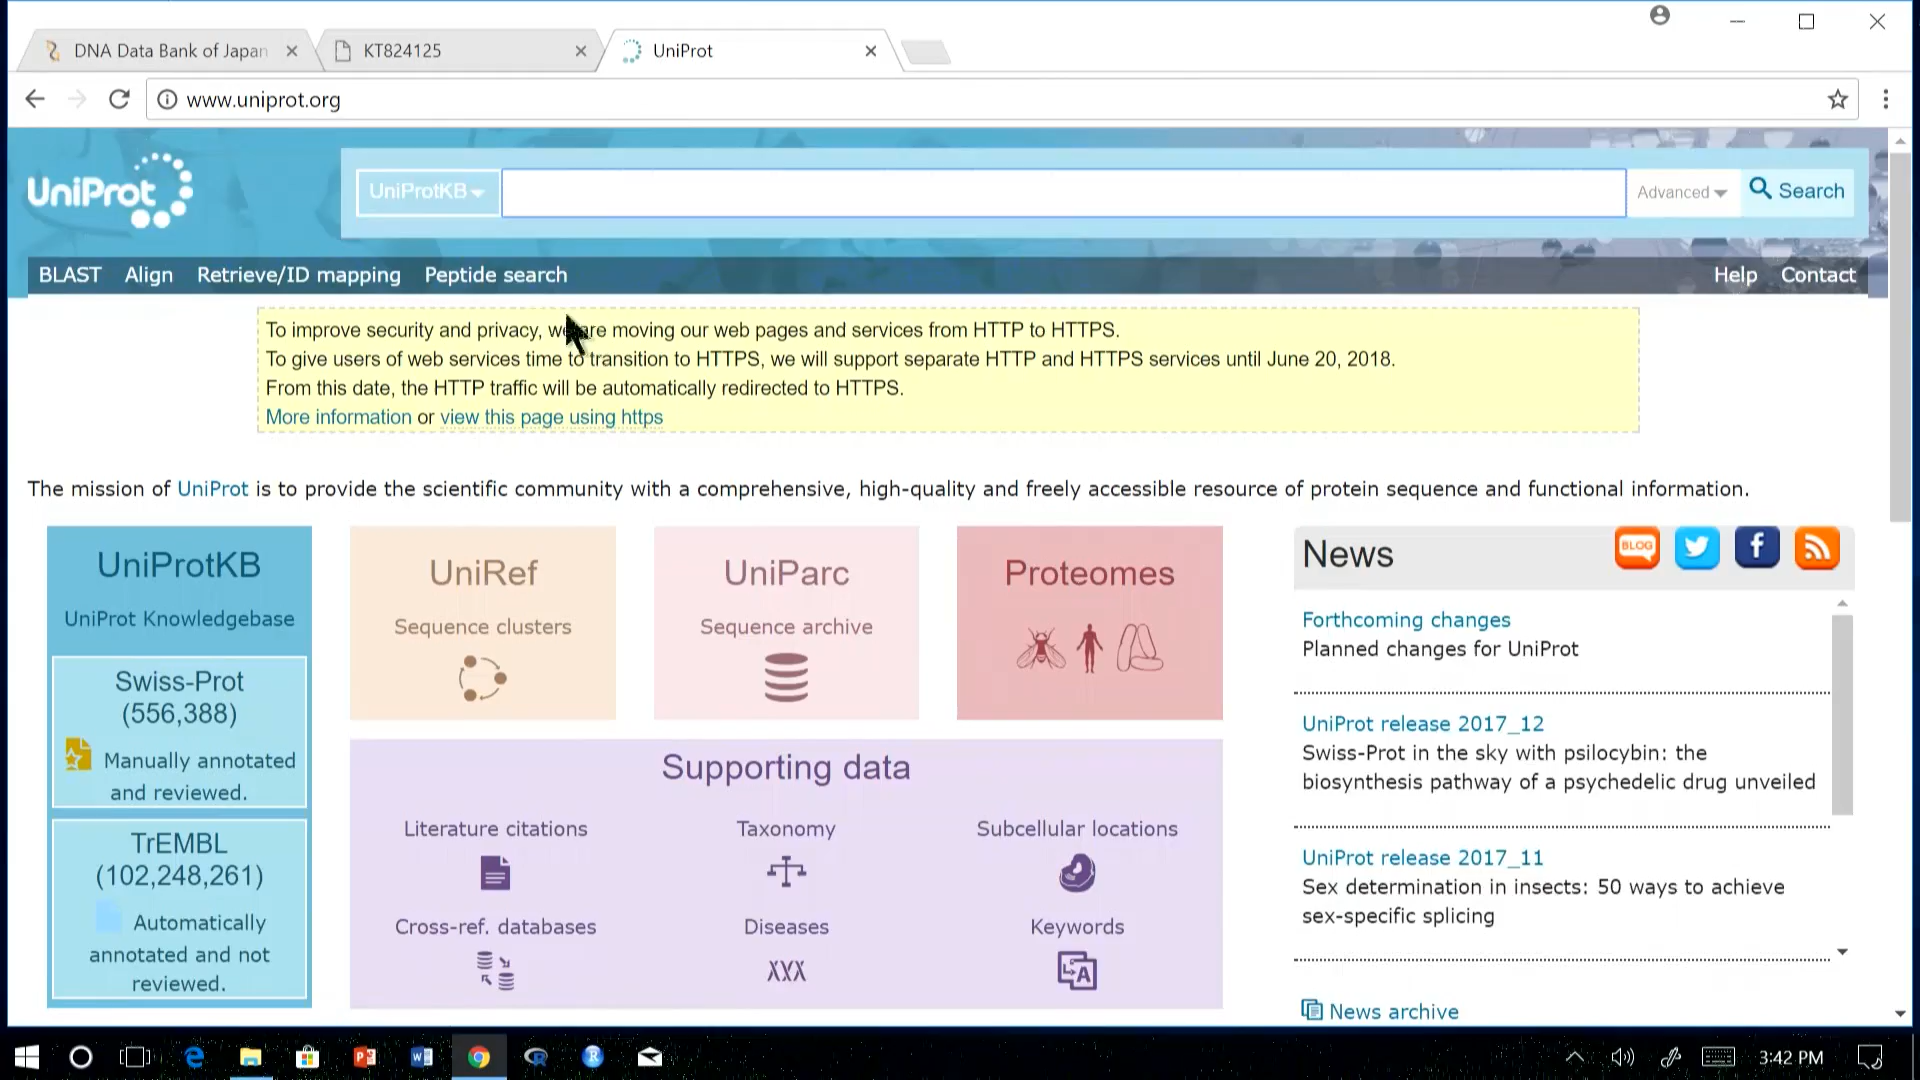 DNA Data Bank of Japan
KT824125
UniProt
www.uniprot.org
UniProt
UniProtKB
Advanced
Search
BLAST Align Retrieve/ID mapping Peptide search
Help Contact
To improve security and privacy, we are moving our web pages and services from HTTP to HTTPS.
To give users of web services time to transition to HTTPS, we will support separate HTTP and HTTPS services until June 20, 2018.
From this date, the HTTP traffic will be automatically redirected to HTTPS.
More information or view this page using https
The mission of UniProt is to provide the scientific community with a comprehensive, high-quality and freely accessible resource of protein sequence and functional information.
UniProtKB
UniProt Knowledgebase
Swiss-Prot
(556,388)
Manually annotated
and reviewed.
TrEMBL
(102,248,261)
Automatically
annotated and not
reviewed.
UniRef
Sequence clusters
UniParc
Sequence archive
Proteomes
Supporting data
Literature citations
Taxonomy
Subcellular locations
Cross-ref. databases
Diseases
Keywords
News
BLOG
Forthcoming changes
Planned changes for UniProt
UniProt release 2017_12
Swiss-Prot in the sky with psilocybin: the
biosynthesis pathway of a psychedelic drug unveiled
UniProt release 2017_11
Sex determination in insects: 50 ways to achieve
sex-specific splicing
News archive
3:42 PM